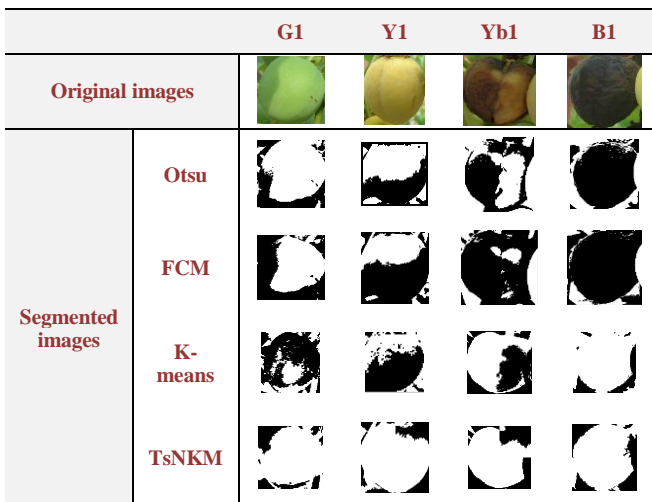 G1 Y1 Yb1 B1
Original images
Segmented
images
Otsu
FCM
K-
means
TsNKM